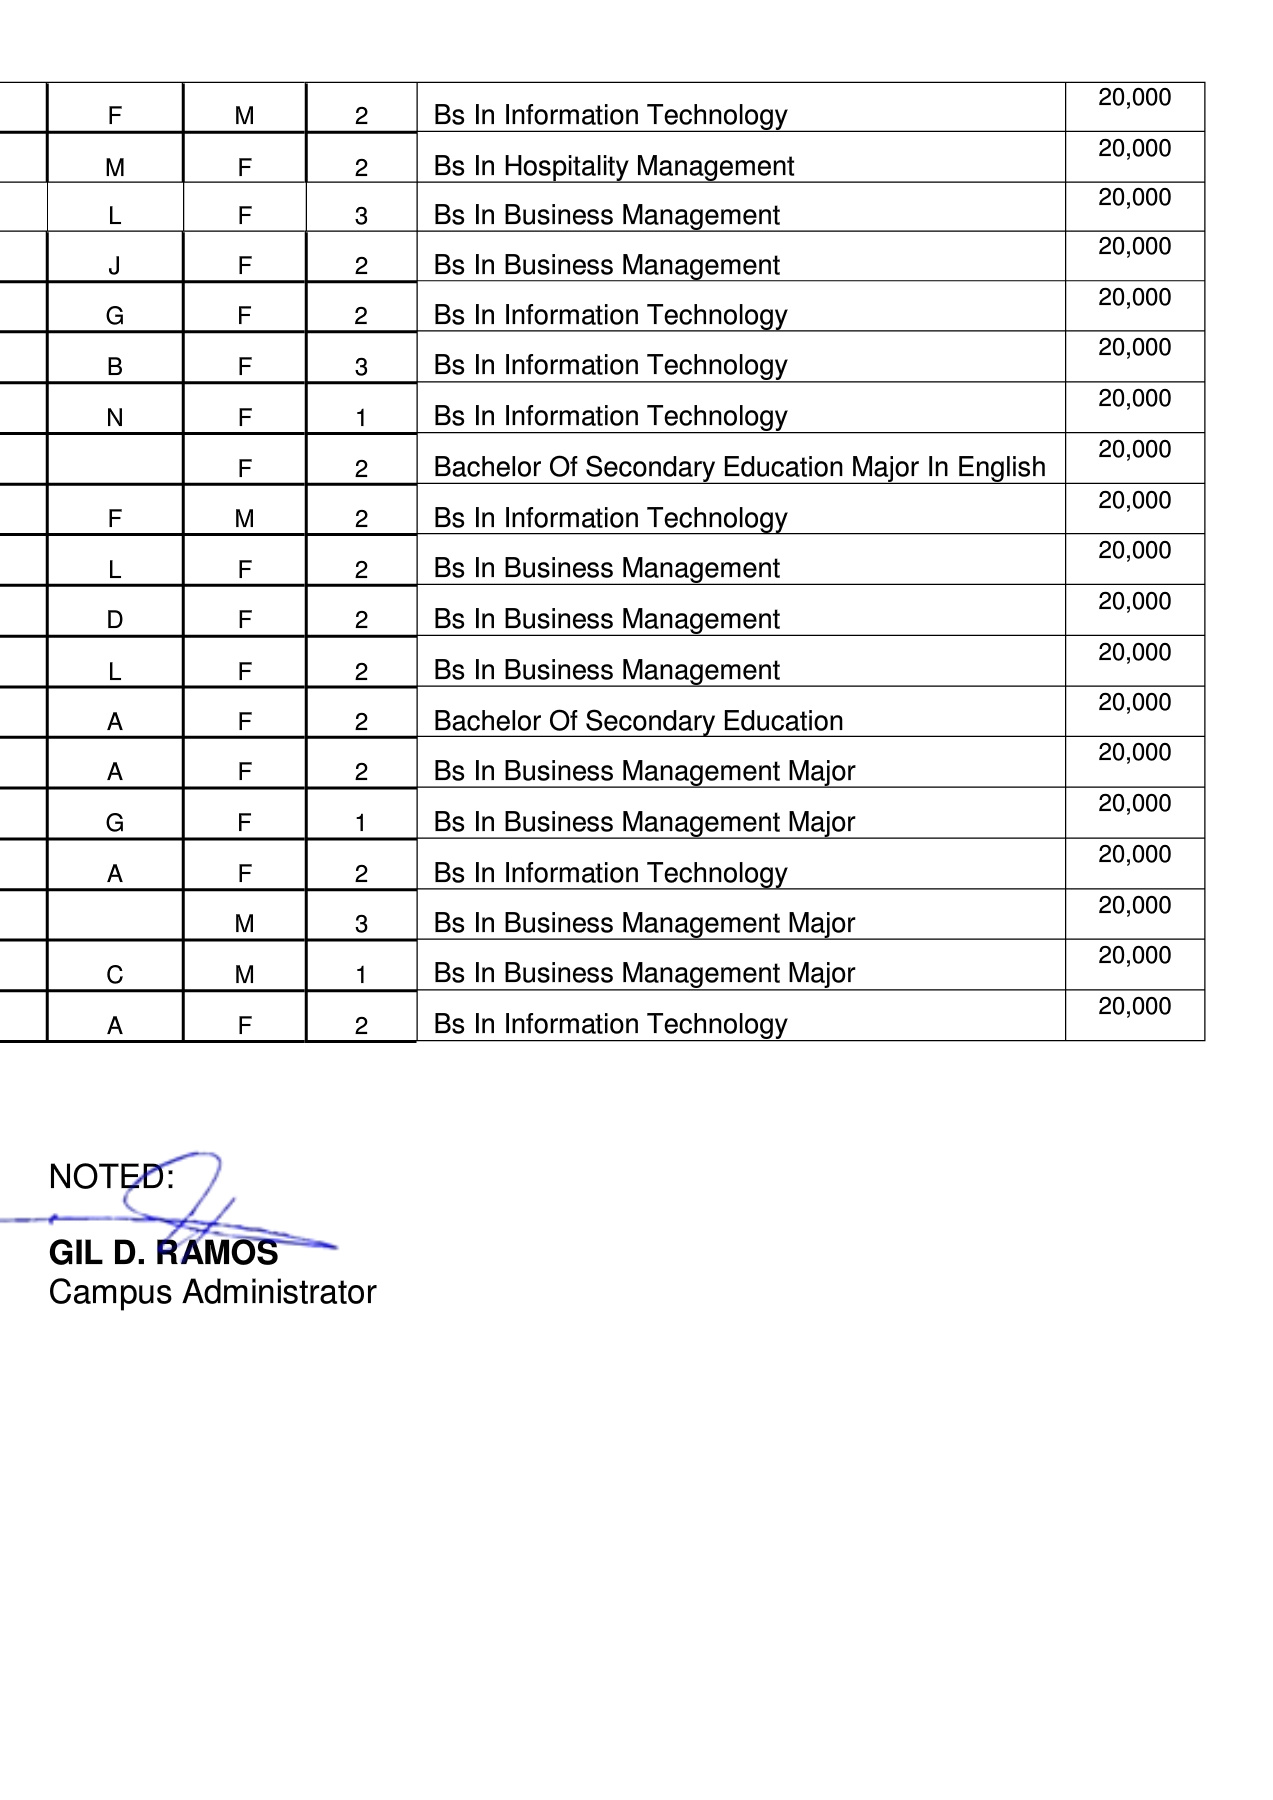 F M 2 Bs In Information Technology 20,000
M F 2 Bs In Hospitality Management 20,000
L F 3 Bs In Business Management 20,000
J F 2 Bs In Business Management 20,000
G F 2 Bs In Information Technology 20,000
B F 3 Bs In Information Technology 20,000
N F 1 Bs In Information Technology 20,000
F 2 Bachelor Of Secondary Education Major In English 20,000
F M 2 Bs In Information Technology 20,000
L F 2 Bs In Business Management 20,000
D F 2 Bs In Business Management 20,000
L F 2 Bs In Business Management 20,000
A F 2 Bachelor Of Secondary Education 20,000
A F 2 Bs In Business Management Major 20,000
G F 1 Bs In Business Management Major 20,000
A F 2 Bs In Information Technology 20,000
M 3 Bs In Business Management Major 20,000
C M 1 Bs In Business Management Major 20,000
A F 2 Bs In Information Technology 20,000
NOTED:
GIL D. RAMOS
Campus Administrator